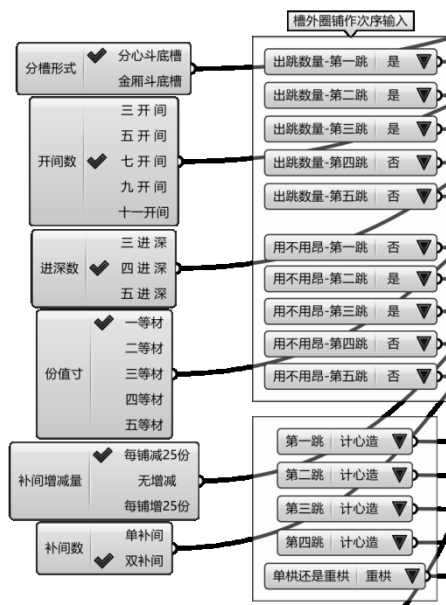 分槽形式
分心斗底槽
金厢斗底槽
开间数
三 开 间
五 开 间
七 开 间
九 开 间
十一开间
进深数
三 进 深
四 进 深
五 进 深
份值寸
一等材
二等材
三等材
四等材
五等材
补间增减量
每铺减25份
无增减
每铺增25份
补间数
单补间
双补间
槽外圈铺作次序输入
出跳数量-第一跳 是
出跳数量-第二跳 是
出跳数量-第三跳 是
出跳数量-第四跳 否
出跳数量-第五跳 否
用不用昂-第一跳 否
用不用昂-第二跳 是
用不用昂-第三跳 是
用不用昂-第四跳 否
用不用昂-第五跳 否
第一跳 计心造
第二跳 计心造
第三跳 计心造
第四跳 计心造
单栱还是重栱 重栱